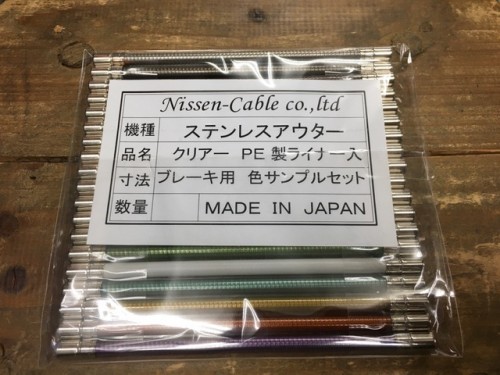 Nissen-Cable co.,ltd
機種 ステンレスアウター
品名 クリアー PE製ライナー入
寸法 ブレーキ用 色サンプルセット
数量 MADE IN JAPAN